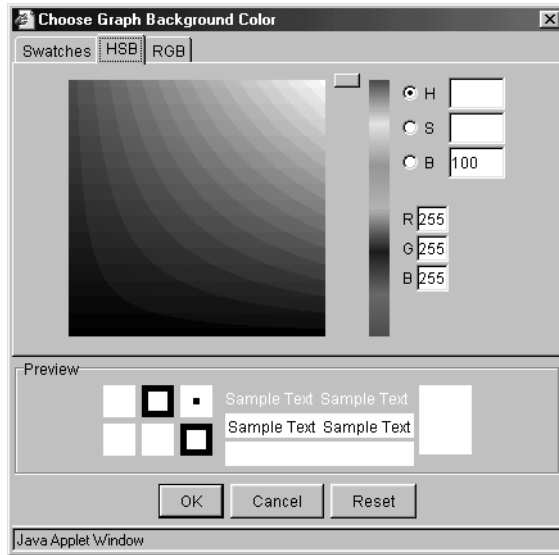 Choose Graph Background Color
Swatches HSB RGB
H
S
B 100
R 255
G 255
B 255
Preview
Sample Text Sample Text
Sample Text Sample Text
OK Cancel Reset
Java Applet Window